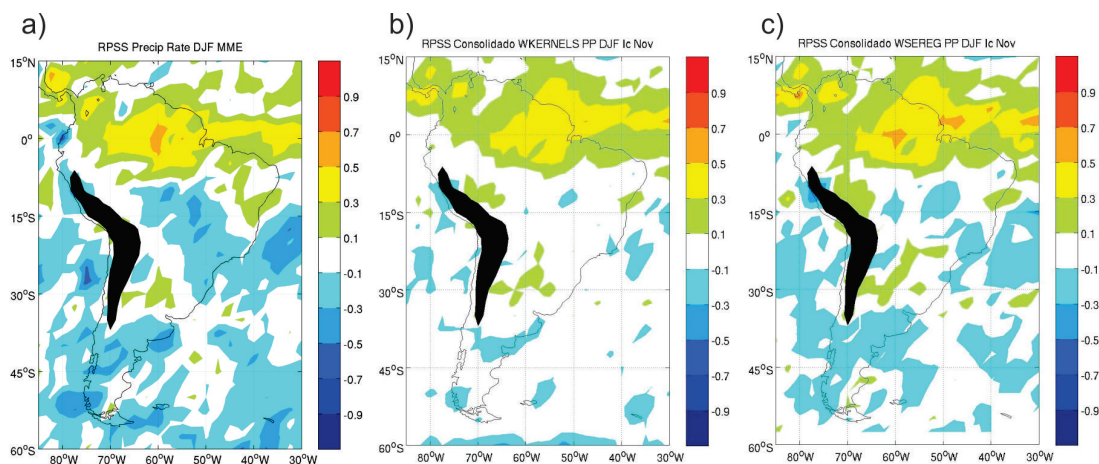 a)
RPSS Precip Rate DJF MME
15°N
0°
15°S
30°S
45°S
60°S
80°W 70°W 60°W 50°W 40°W 30°W
0.9
0.7
0.5
0.3
0.1
-0.1
-0.3
-0.5
-0.7
-0.9
b)
RPSS Consolidado WKERNELS PP DJF Ic Nov
15°N
0°
15°S
30°S
45°S
60°S
80°W 70°W 60°W 50°W 40°W 30°W
0.9
0.7
0.5
0.3
0.1
-0.1
-0.3
-0.5
-0.7
-0.9
c)
RPSS Consolidado WSEREG PP DJF Ic Nov
15°N
0°
15°S
30°S
45°S
60°S
80°W 70°W 60°W 50°W 40°W 30°W
0.9
0.7
0.5
0.3
0.1
-0.1
-0.3
-0.5
-0.7
-0.9